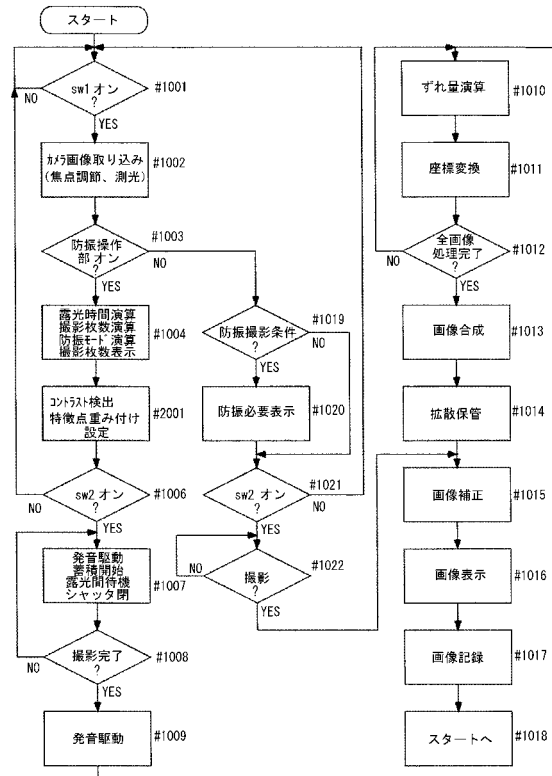 スタート
sw1 オン
?
#1001
NO
YES
カメラ画像取り込み
(焦点調節、測光)
#1002
防振操作
部オン
?
#1003
NO
YES
露光時間演算
撮影枚数演算
防振モード演算
撮影枚数表示
#1004
コントラスト検出
特徴点重み付け
設定
#2001
sw2 オン
?
#1006
NO
YES
発音駆動
蓄積開始
露光間待機
シャッタ閉
#1007
撮影完了
?
#1008
NO
YES
発音駆動
#1009
防振撮影条件
?
#1019
NO
YES
防振必要表示
#1020
sw2 オン
?
#1021
NO
YES
撮影
?
#1022
NO
YES
ずれ量演算
#1010
座標変換
#1011
全画像
処理完了
?
#1012
NO
YES
画像合成
#1013
拡散保管
#1014
画像補正
#1015
画像表示
#1016
画像記録
#1017
スタートへ
#1018